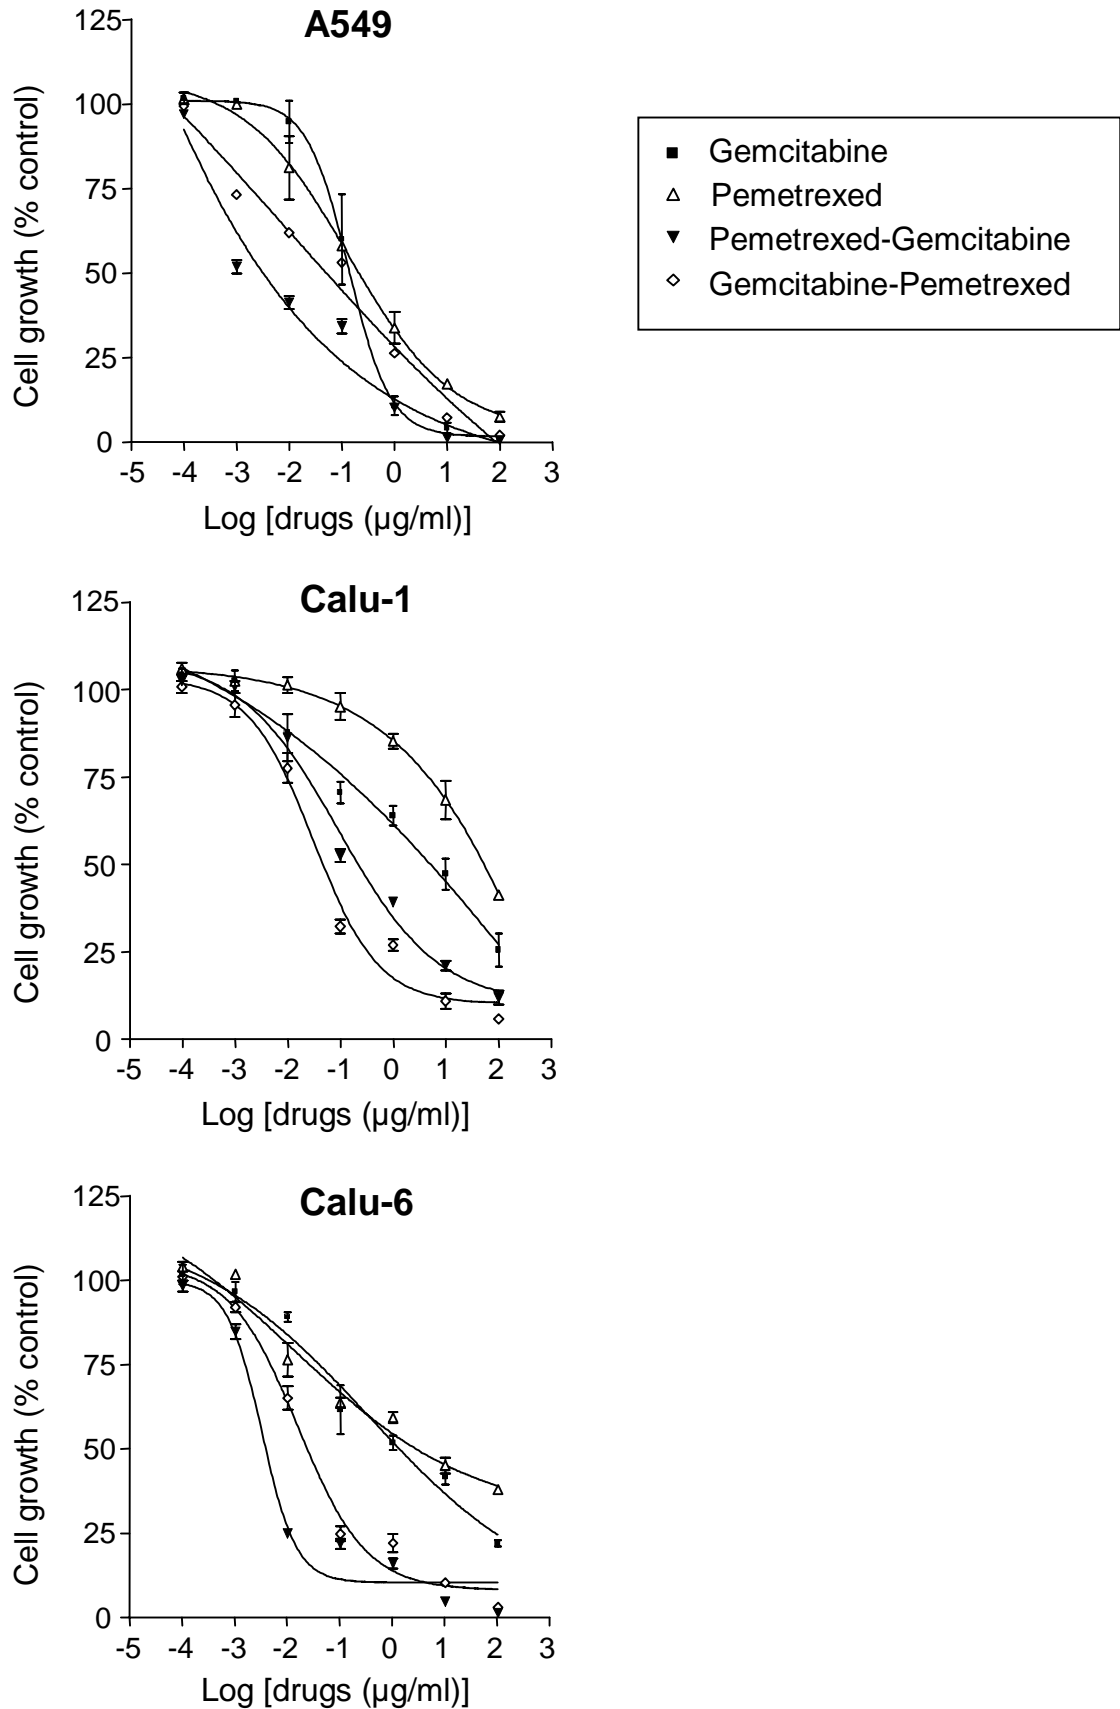 A549
125
100
75
50
25
0
Cell growth (% control)
-5 -4 -3 -2 -1 0 1 2 3
Log [drugs (µg/ml)]
Gemcitabine
Pemetrexed
Pemetrexed-Gemcitabine
Gemcitabine-Pemetrexed
Calu-1
125
100
75
50
25
0
Cell growth (% control)
-5 -4 -3 -2 -1 0 1 2 3
Log [drugs (µg/ml)]
Calu-6
125
100
75
50
25
0
Cell growth (% control)
-5 -4 -3 -2 -1 0 1 2 3
Log [drugs (µg/ml)]